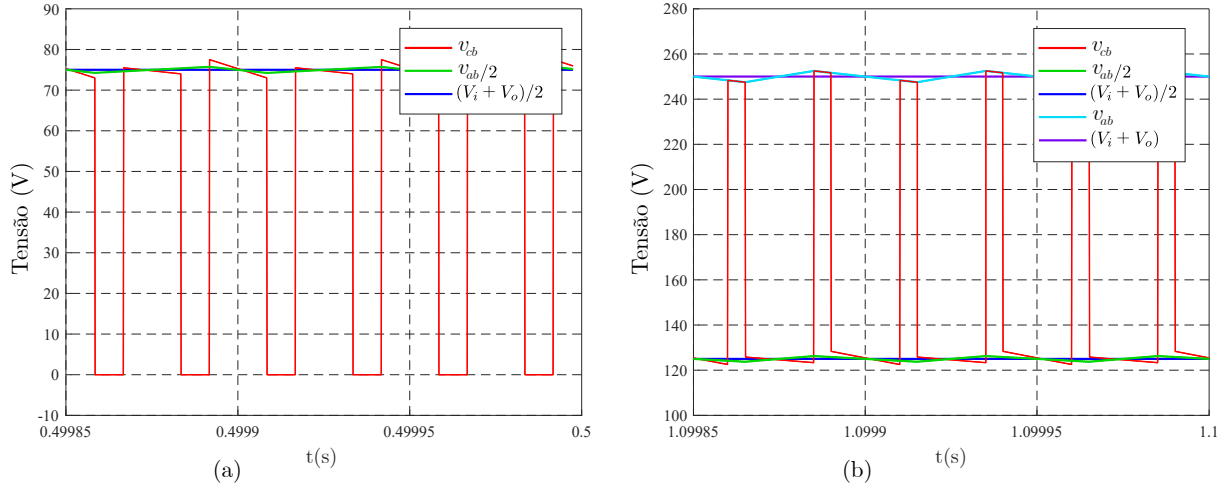 90
80
70
60
50
40
30
20
10
0
-10
Tensão (V)
0.49985
0.4999
0.49995
0.5
t(s)
(a)
v_cb
v_ab/2
(V_i + V_o)/2
280
260
240
220
200
180
160
140
120
100
Tensão (V)
1.09985
1.0999
1.09995
1.1
t(s)
(b)
v_cb
v_ab/2
(V_i + V_o)/2
v_ab
(V_i + V_o)